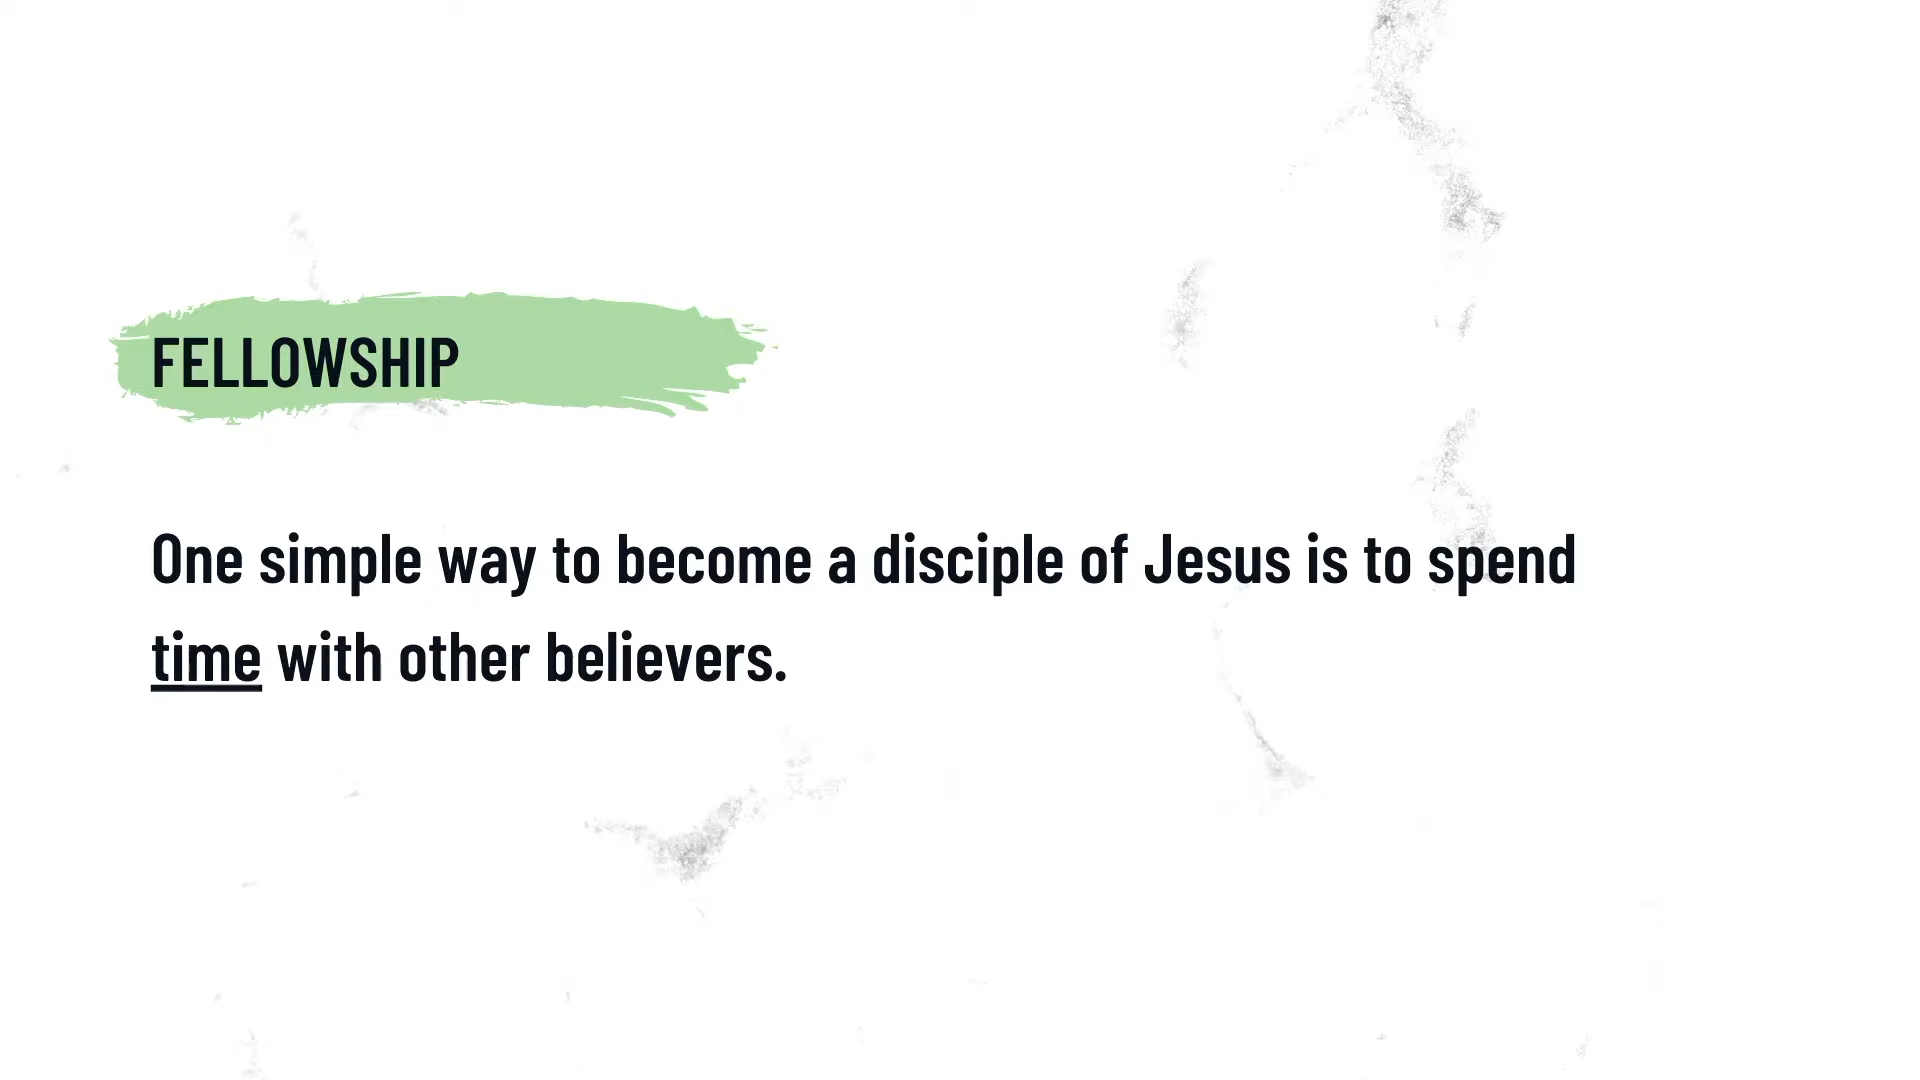 FELLOWSHIP
One simple way to become a disciple of Jesus is to spend
time with other believers.